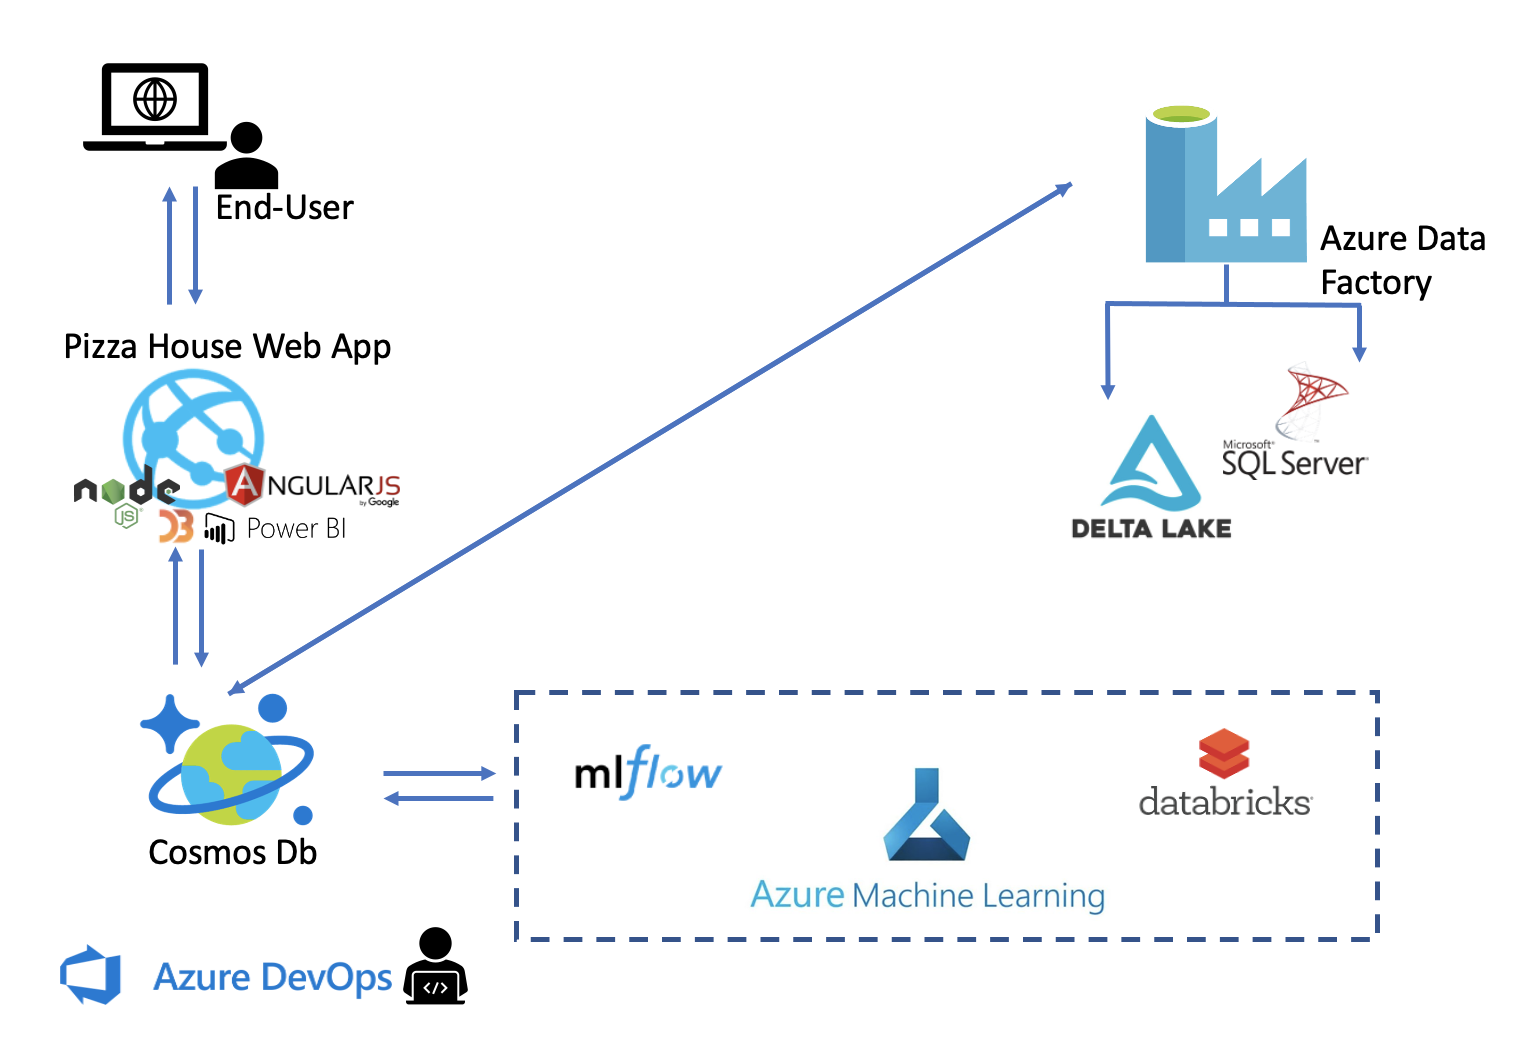 End-User
Azure Data
Factory
Pizza House Web App
node
JS
ANGULARJS
by Google
D3
Power BI
Microsoft®
SQL Server
DELTA LAKE
mlflow
databricks
Azure Machine Learning
Cosmos Db
Azure DevOps
<//>